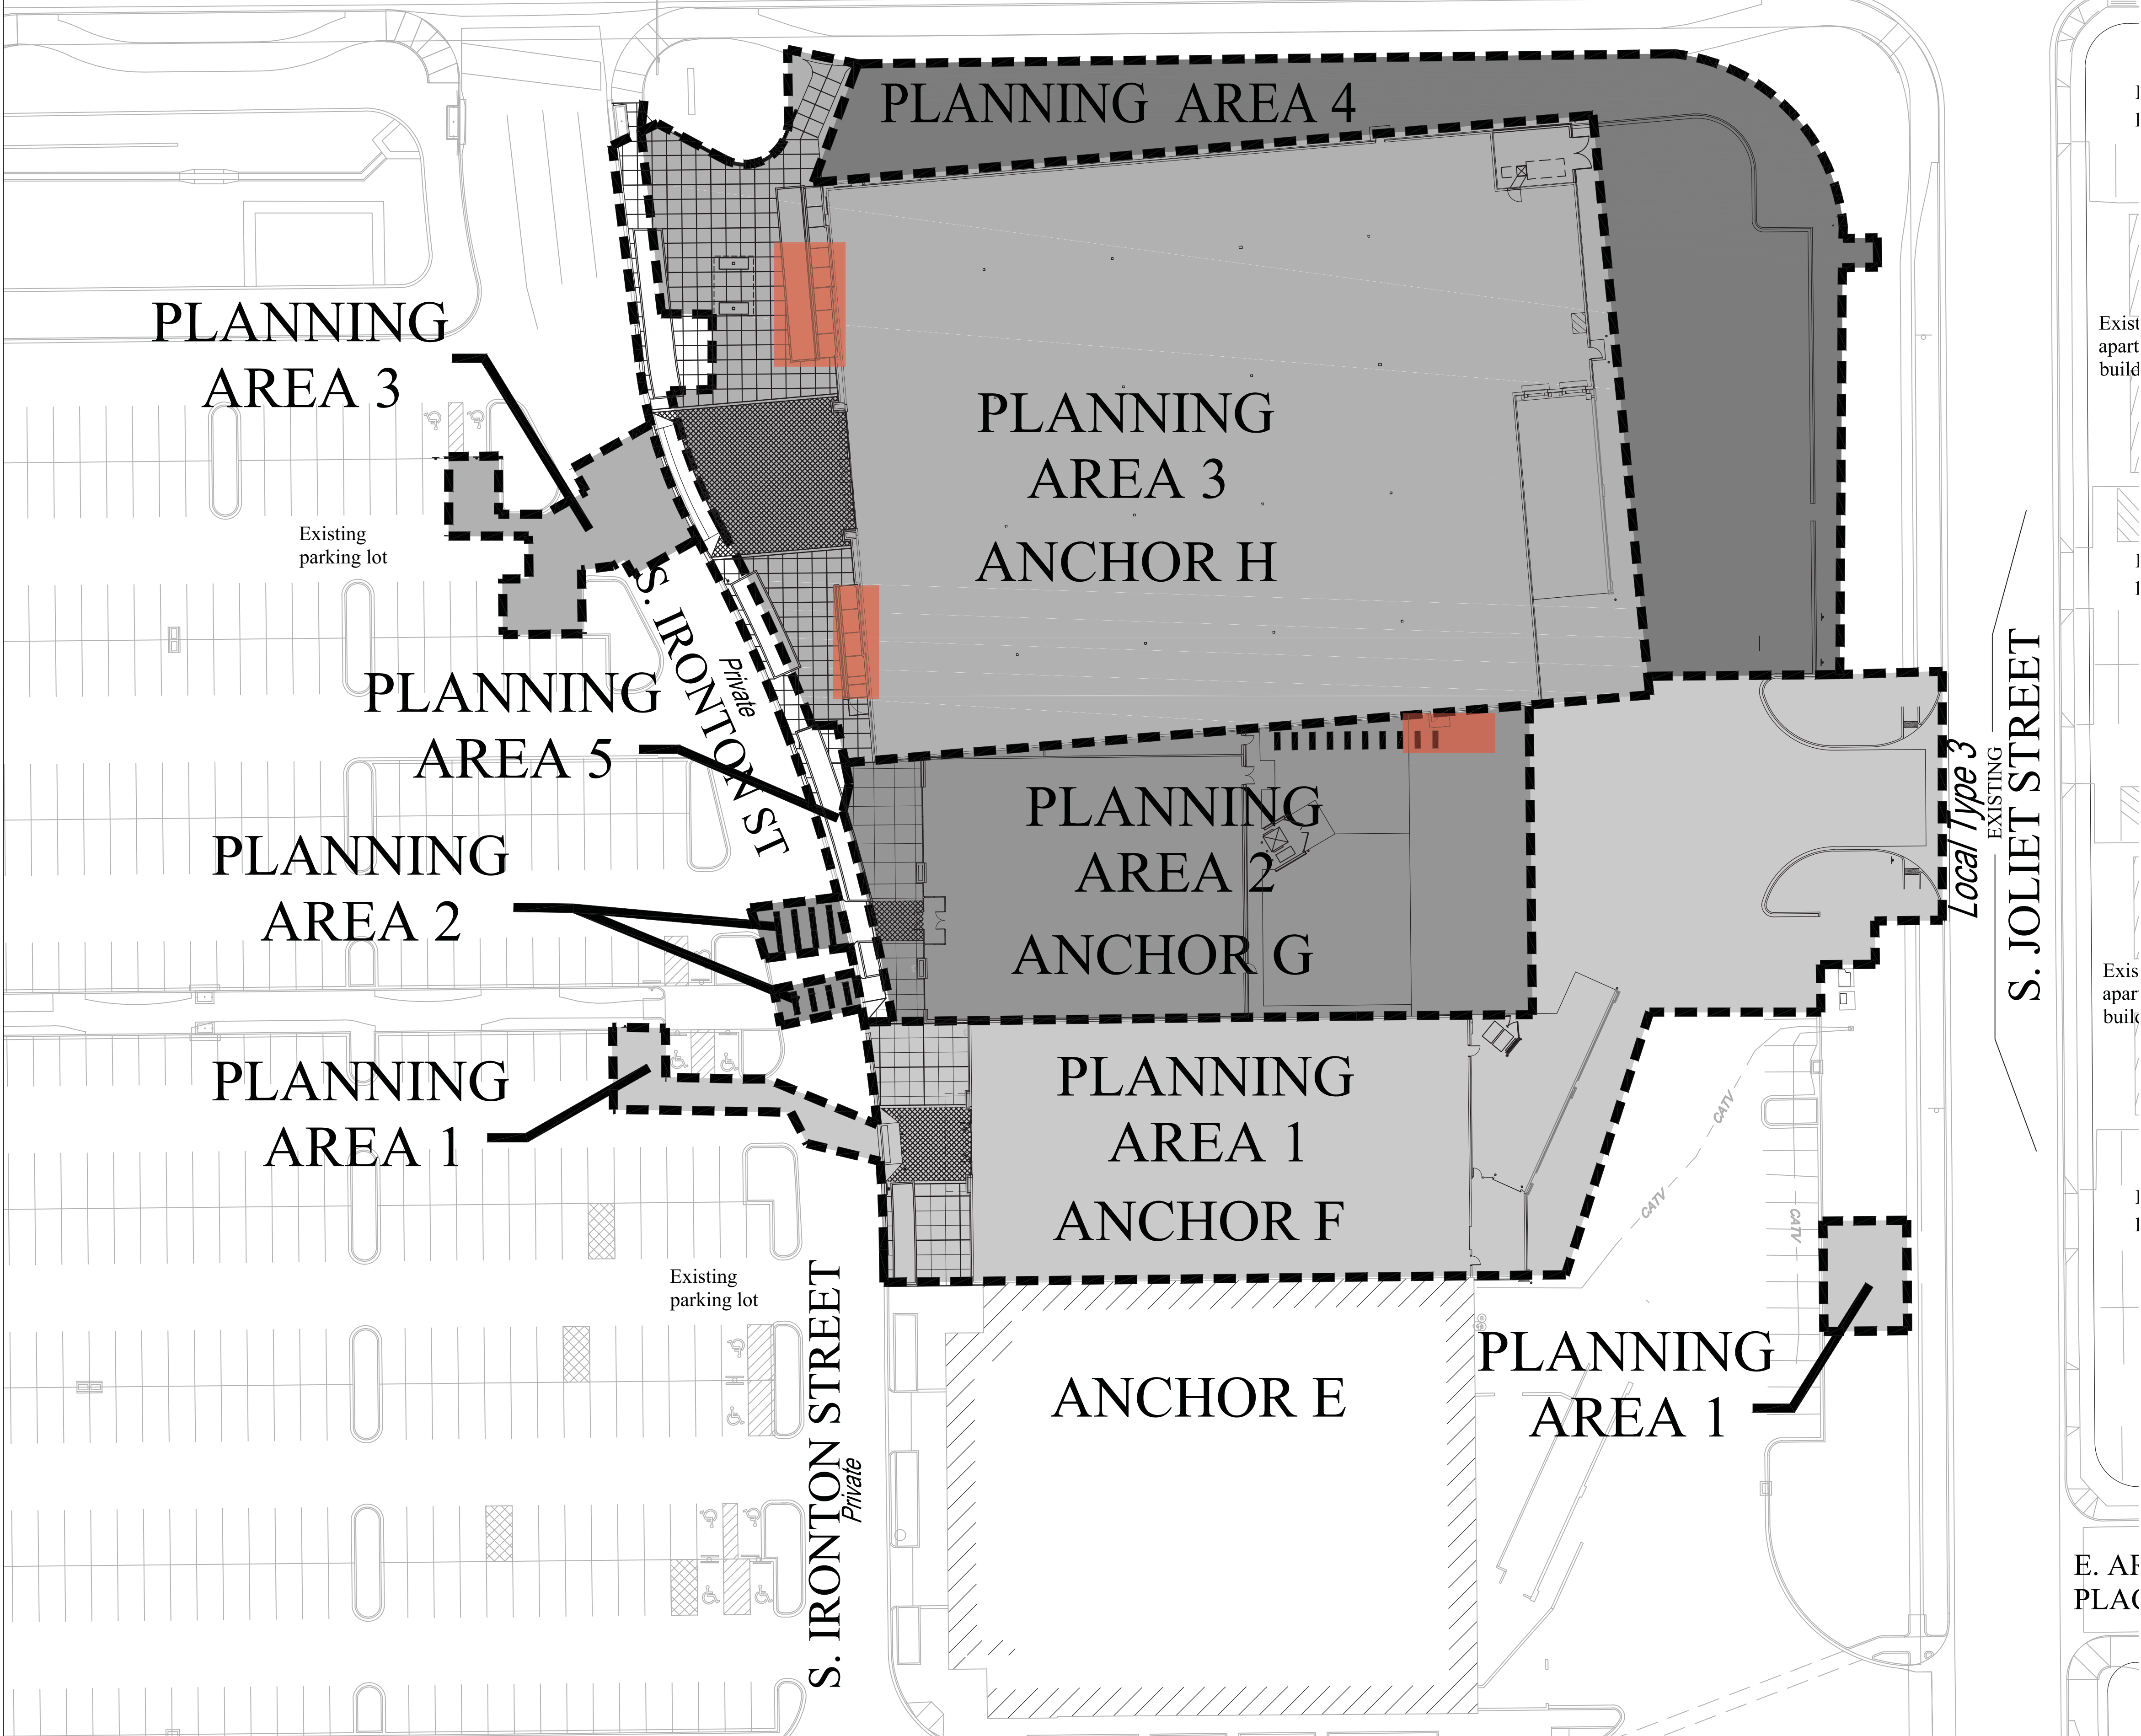 PLANNING AREA 4
PLANNING
AREA 3
PLANNING
AREA 3
ANCHOR H
Existing
parking lot
S. IRONTON ST
Private
PLANNING
AREA 5
PLANNING
AREA 2
ANCHOR G
PLANNING
AREA 2
Local Type 3
EXISTING
S. JOLIET STREET
PLANNING
AREA 1
PLANNING
AREA 1
ANCHOR F
CATV
CATV
CATV
Existing
parking lot
S. IRONTON STREET
Private
ANCHOR E
PLANNING
AREA 1